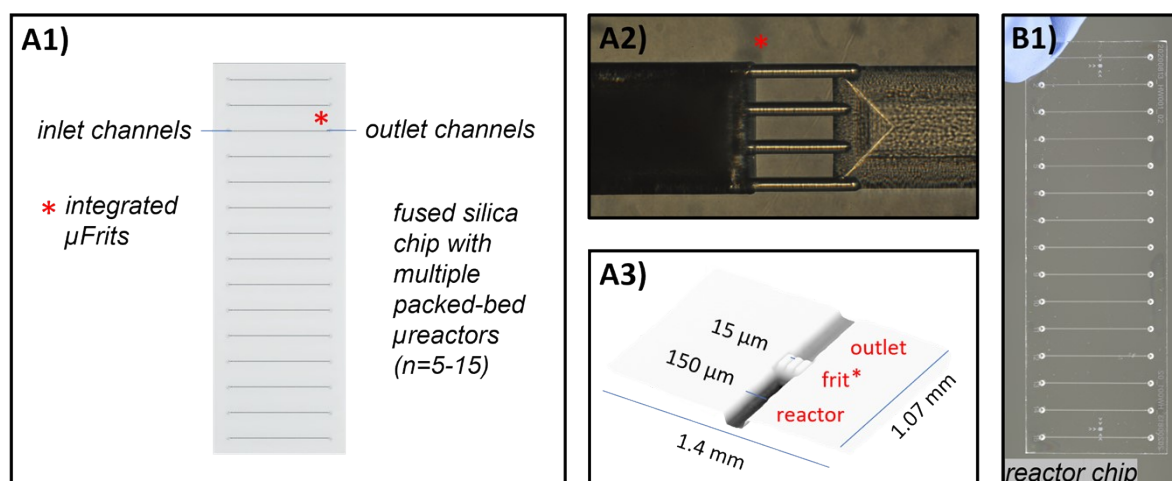 A1)
inlet channels
*
outlet channels
* integrated
µFrits
fused silica
chip with
multiple
packed-bed
µreactors
(n=5-15)
A2)
*
A3)
15 µm
150 µm
outlet
frit*
reactor
1.4 mm
1.07 mm
B1)
reactor chip